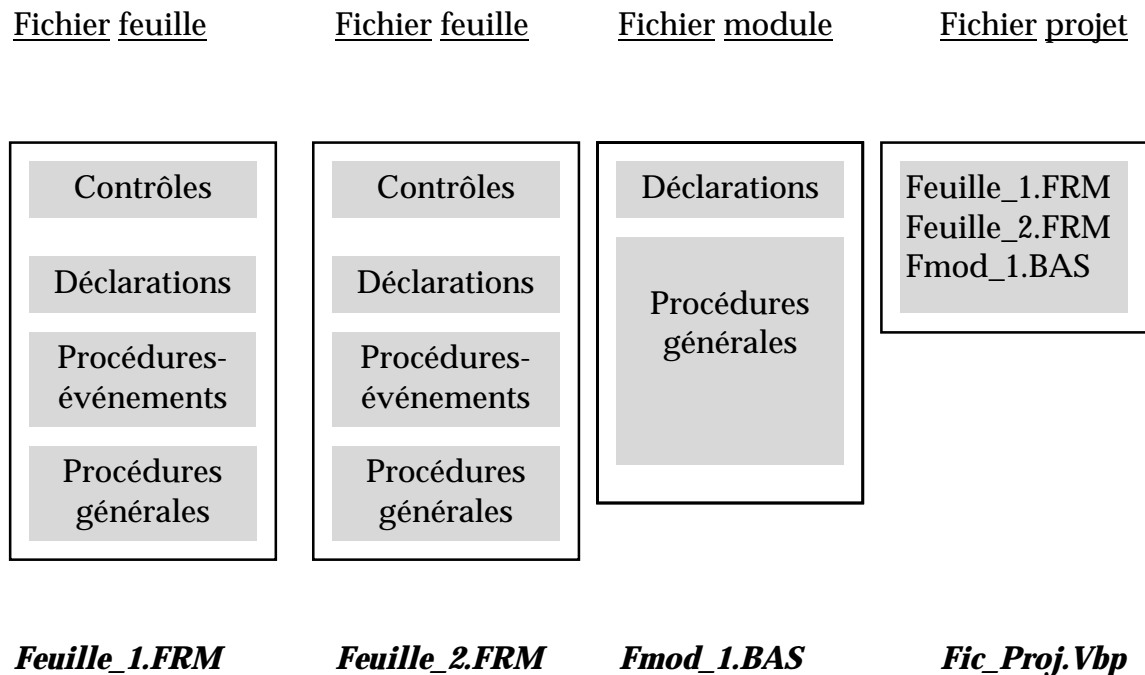 Fichier feuille
Fichier feuille
Fichier module
Fichier projet
Contrôles
Déclarations
Procédures-
événements
Procédures
générales
Contrôles
Déclarations
Procédures-
événements
Procédures
générales
Déclarations
Procédures
générales
Feuille_1.FRM
Feuille_2.FRM
Fmod_1.BAS
Feuille_1.FRM
Feuille_2.FRM
Fmod_1.BAS
Fic_Proj.Vbp